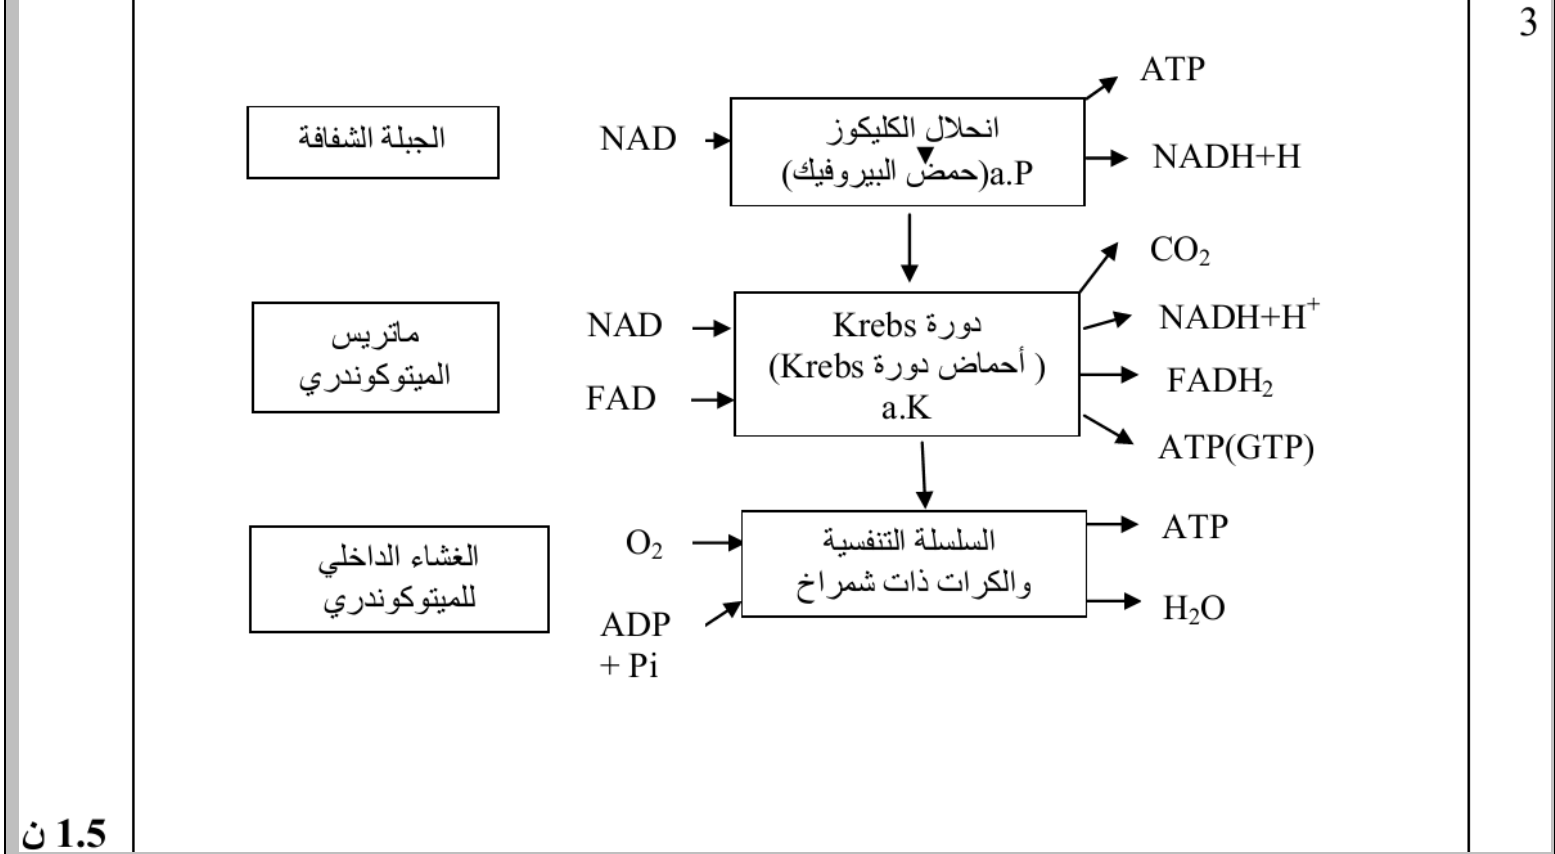 3
ATP
الجبلة الشفافة
NAD
انحلال الكليكوز
a.P(حمض البيروفيك)
NADH+H
CO₂
ماتريس
الميتوكوندري
NAD
FAD
دورة Krebs
( أحماض دورة Krebs)
a.K
NADH+H⁺
FADH₂
ATP(GTP)
الغشاء الداخلي
للميتوكوندري
O₂
ADP
+ Pi
السلسلة التنفسية
والكرات ذات شمراخ
ATP
H₂O
1.5 ن